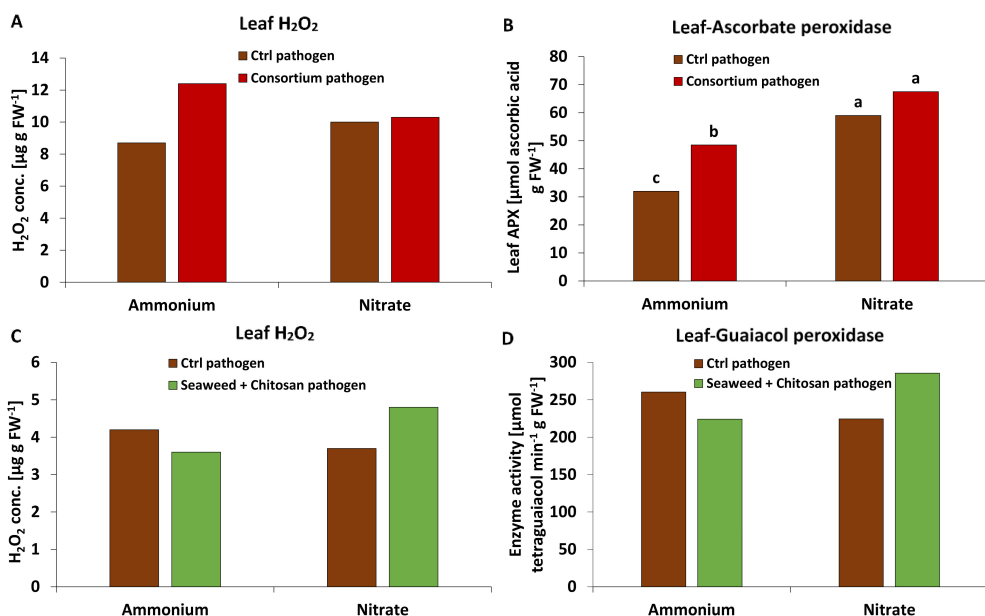 A
Leaf H₂O₂
Ctrl pathogen
Consortium pathogen
H₂O₂ conc. [µg g FW⁻¹]
14
12
10
8
6
4
2
0
Ammonium
Nitrate
B
Leaf-Ascorbate peroxidase
Ctrl pathogen
Consortium pathogen
Leaf APX [µmol ascorbic acid
g FW⁻¹]
80
70
60
50
40
30
20
10
0
c
b
a
a
Ammonium
Nitrate
C
Leaf H₂O₂
Ctrl pathogen
Seaweed + Chitosan pathogen
H₂O₂ conc. [µg g FW⁻¹]
6
5
4
3
2
1
0
Ammonium
Nitrate
D
Leaf-Guaiacol peroxidase
Ctrl pathogen
Seaweed + Chitosan pathogen
Enzyme activity [µmol
tetraguaiacol min⁻¹ g FW⁻¹]
300
250
200
150
100
50
0
Ammonium
Nitrate